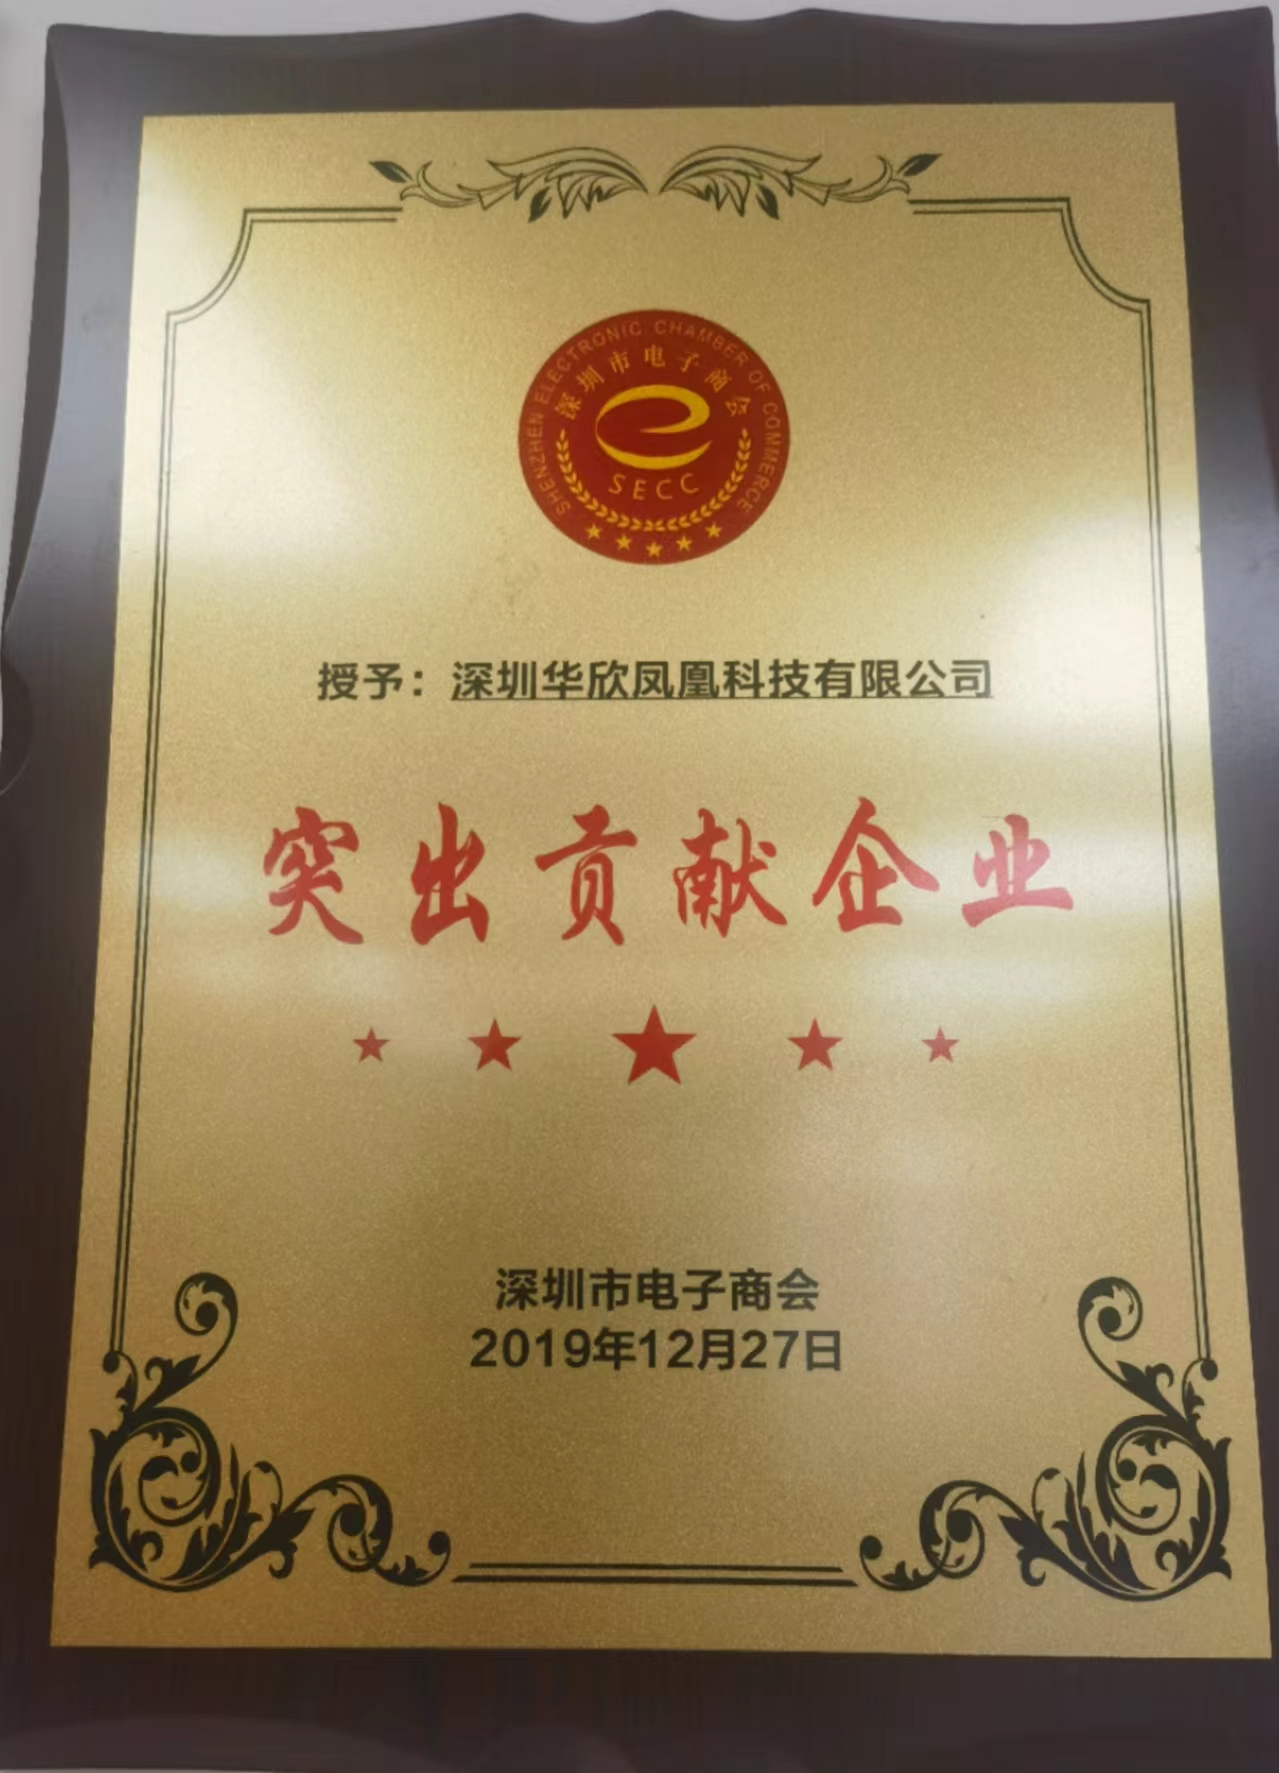 SHENZHEN ELECTRONIC CHAMBER OF COMMERCE
深圳市电子商会
SECC
授予：深圳华欣凤凰科技有限公司
突出贡献企业
深圳市电子商会
2019年12月27日